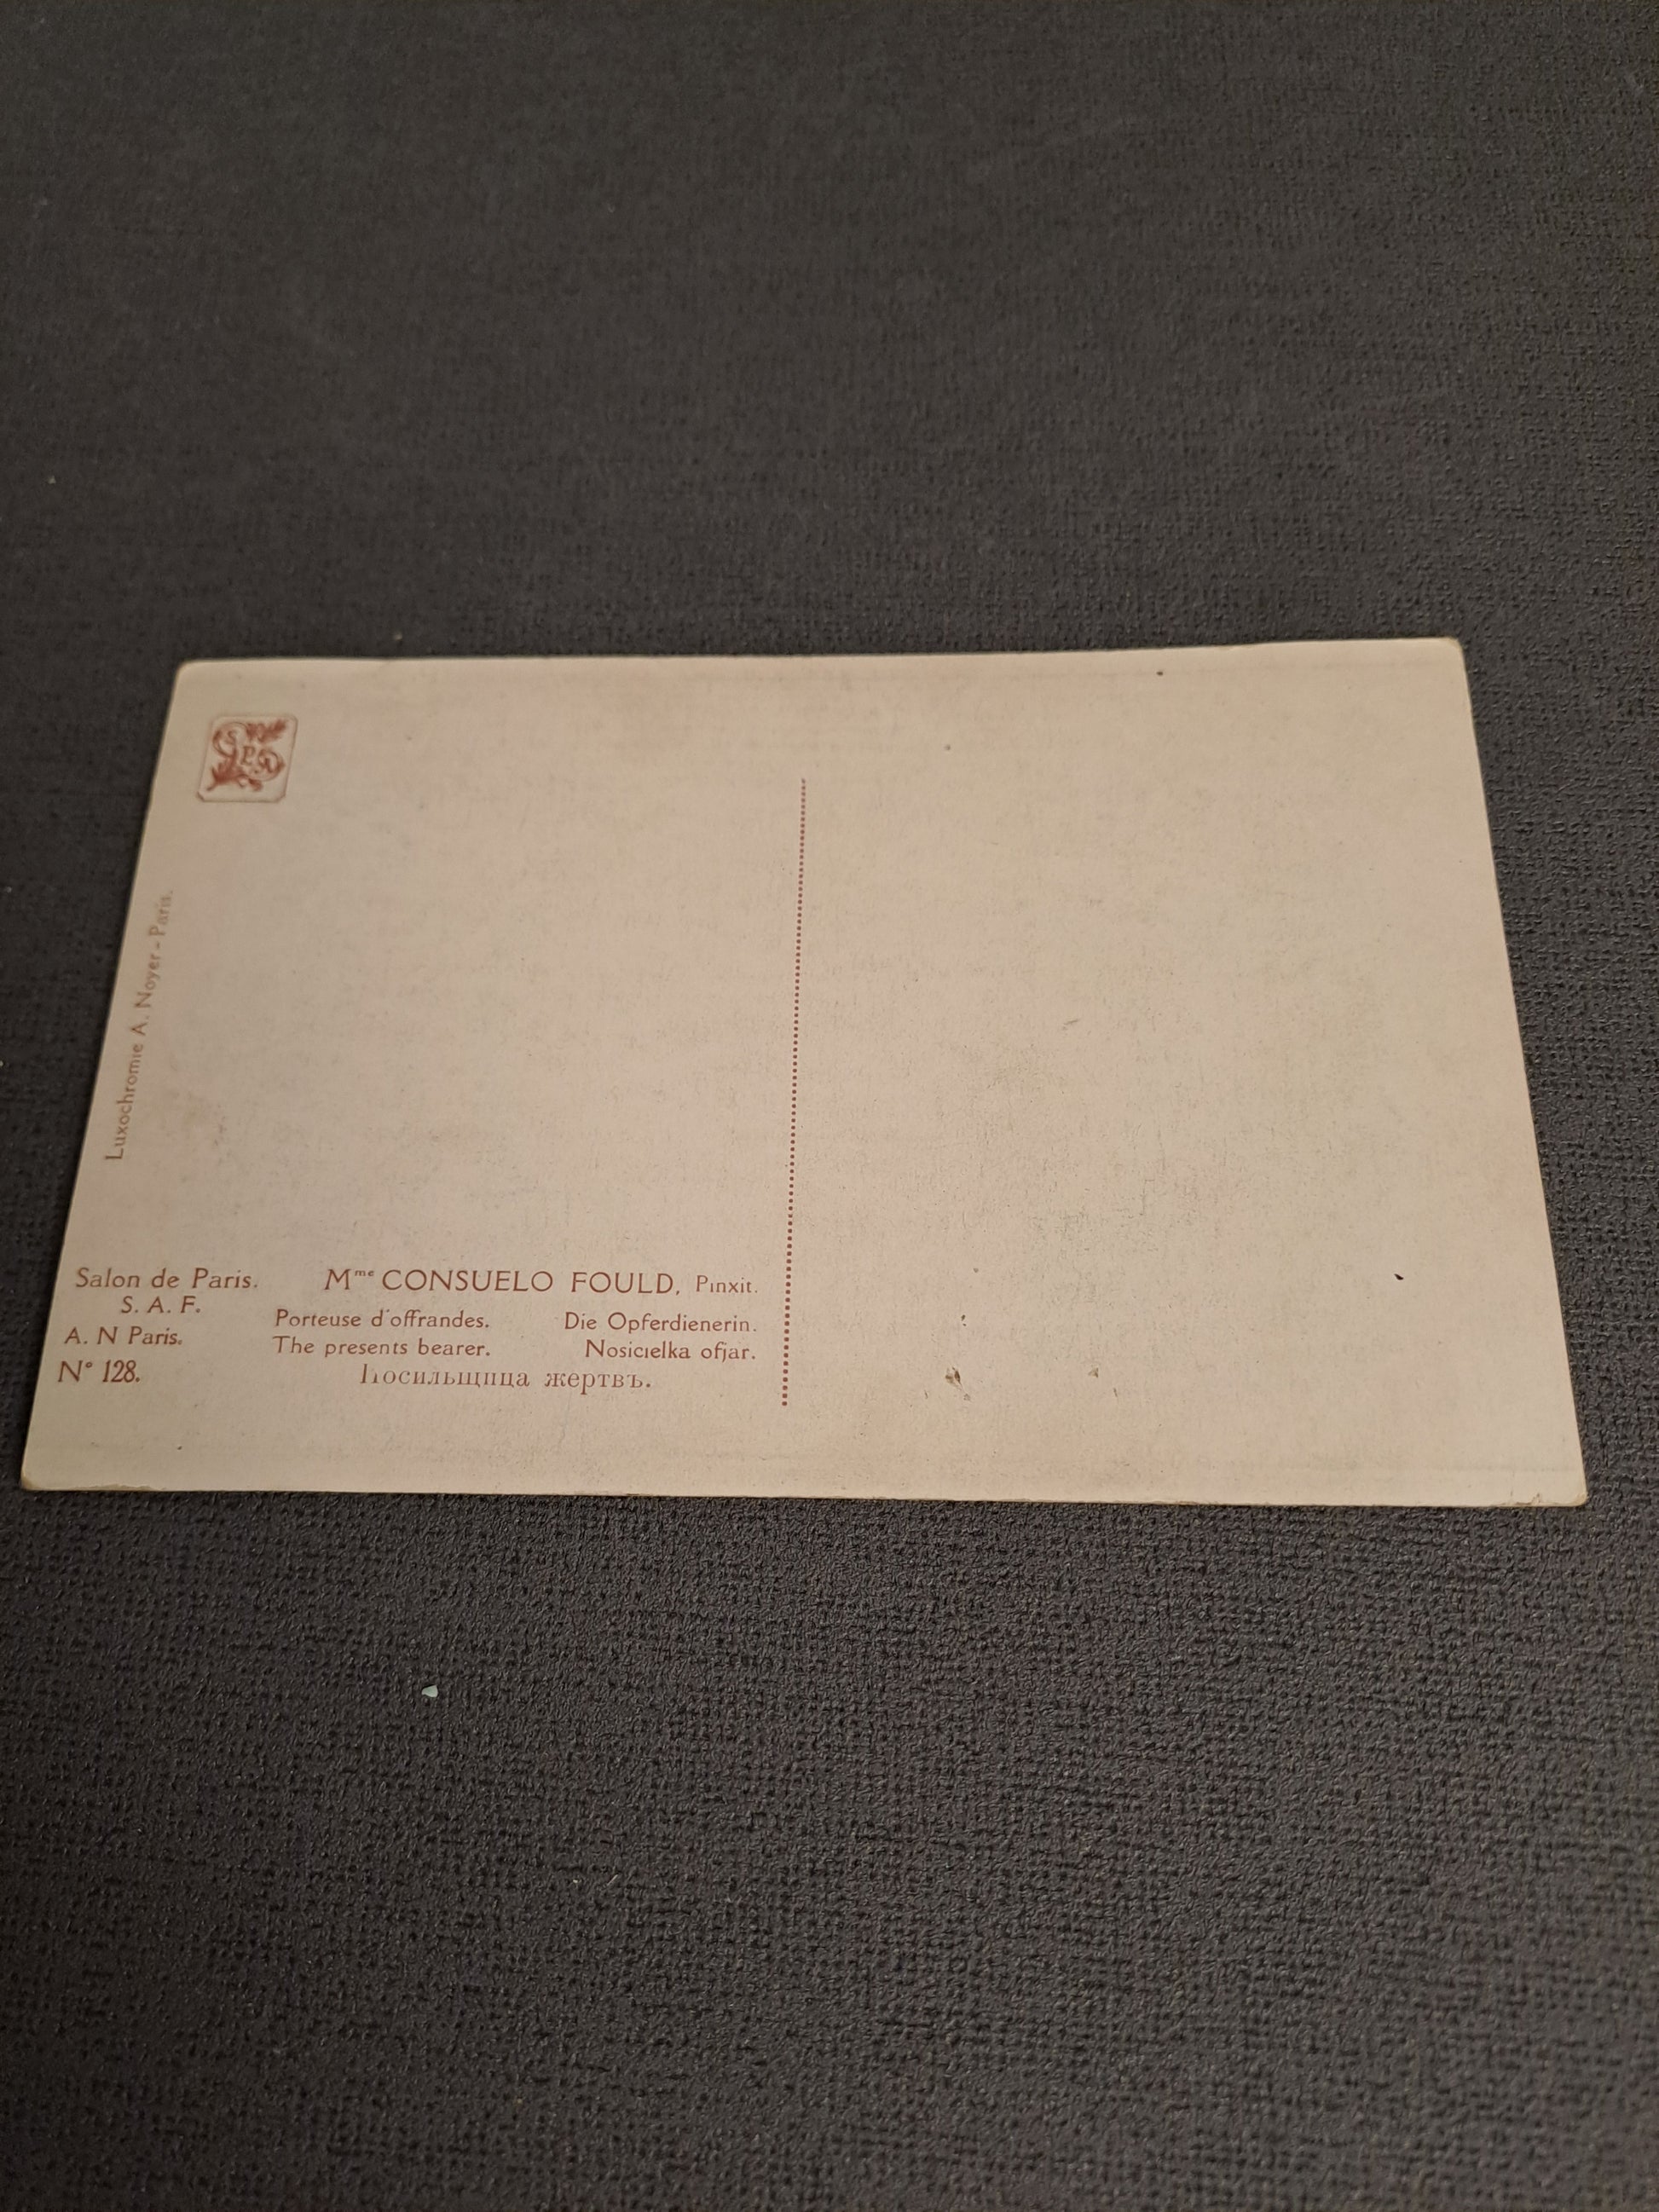 Luxochromie A. Noyer - Paris.
Salon de Paris.
S. A. F.
A. N Paris.
N° 128.
Mme CONSUELO FOULD, Pinxit.
Porteuse d'offrandes. Die Opferdienerin.
The presents bearer. Nosicielka ofjar.
Носильщица жертвъ.